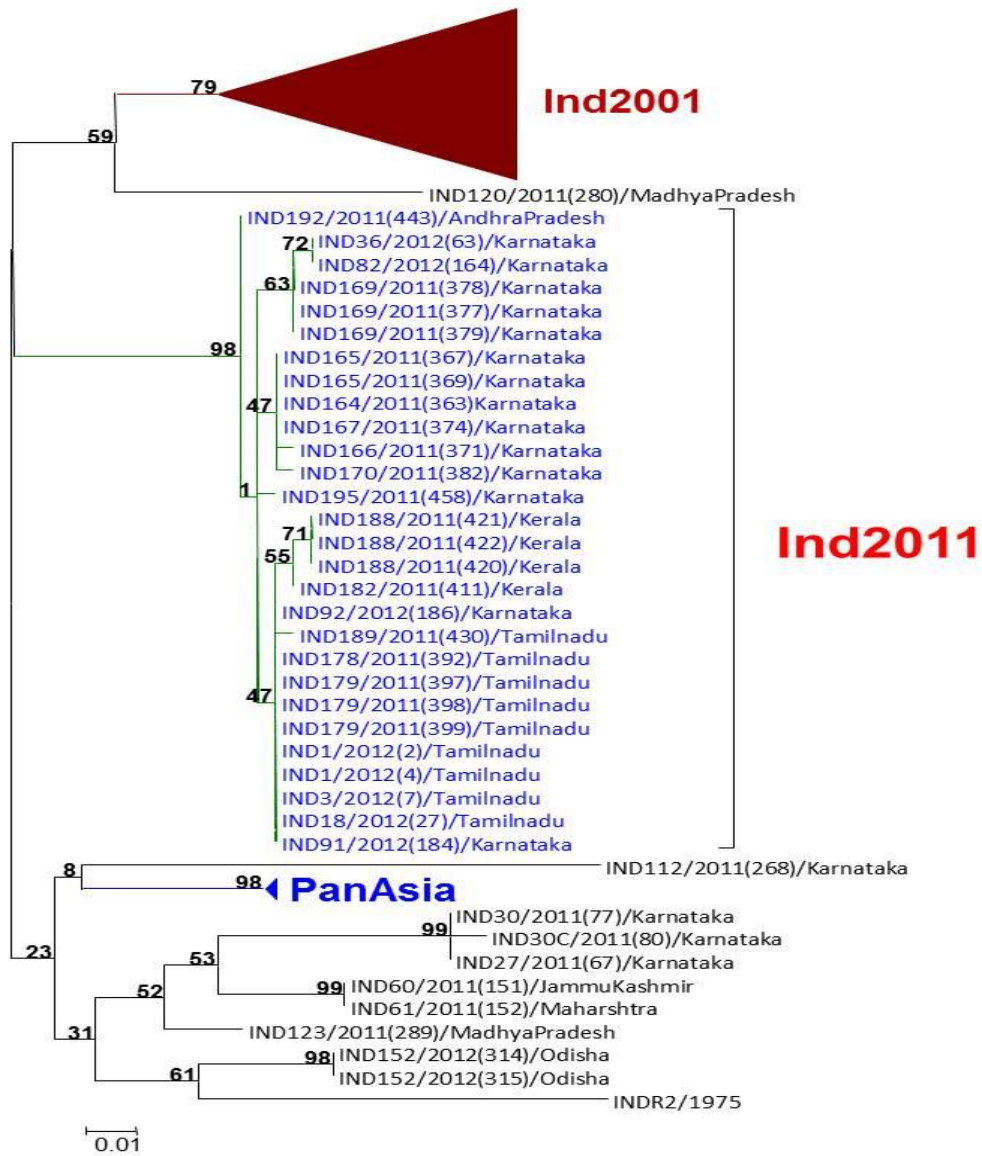 79
Ind2001
59
IND120/2011(280)/MadhyaPradesh
IND192/2011(443)/AndhraPradesh
72
IND36/2012(63)/Karnataka
IND82/2012(164)/Karnataka
63
IND169/2011(378)/Karnataka
IND169/2011(377)/Karnataka
IND169/2011(379)/Karnataka
98
IND165/2011(367)/Karnataka
IND165/2011(369)/Karnataka
47
IND164/2011(363)Karnataka
IND167/2011(374)/Karnataka
IND166/2011(371)/Karnataka
IND170/2011(382)/Karnataka
1
IND195/2011(458)/Karnataka
IND188/2011(421)/Kerala
71
IND188/2011(422)/Kerala
Ind2011
55
IND188/2011(420)/Kerala
IND182/2011(411)/Kerala
IND92/2012(186)/Karnataka
IND189/2011(430)/Tamilnadu
IND178/2011(392)/Tamilnadu
IND179/2011(397)/Tamilnadu
47
IND179/2011(398)/Tamilnadu
IND179/2011(399)/Tamilnadu
IND1/2012(2)/Tamilnadu
IND1/2012(4)/Tamilnadu
IND3/2012(7)/Tamilnadu
IND18/2012(27)/Tamilnadu
IND91/2012(184)/Karnataka
8
IND112/2011(268)/Karnataka
98
PanAsia
IND30/2011(77)/Karnataka
99
IND30C/2011(80)/Karnataka
23
53
IND27/2011(67)/Karnataka
99
IND60/2011(151)/JammuKashmir
52
IND61/2011(152)/Maharshtra
31
IND123/2011(289)/MadhyaPradesh
98
IND152/2012(314)/Odisha
61
IND152/2012(315)/Odisha
INDR2/1975
0.01